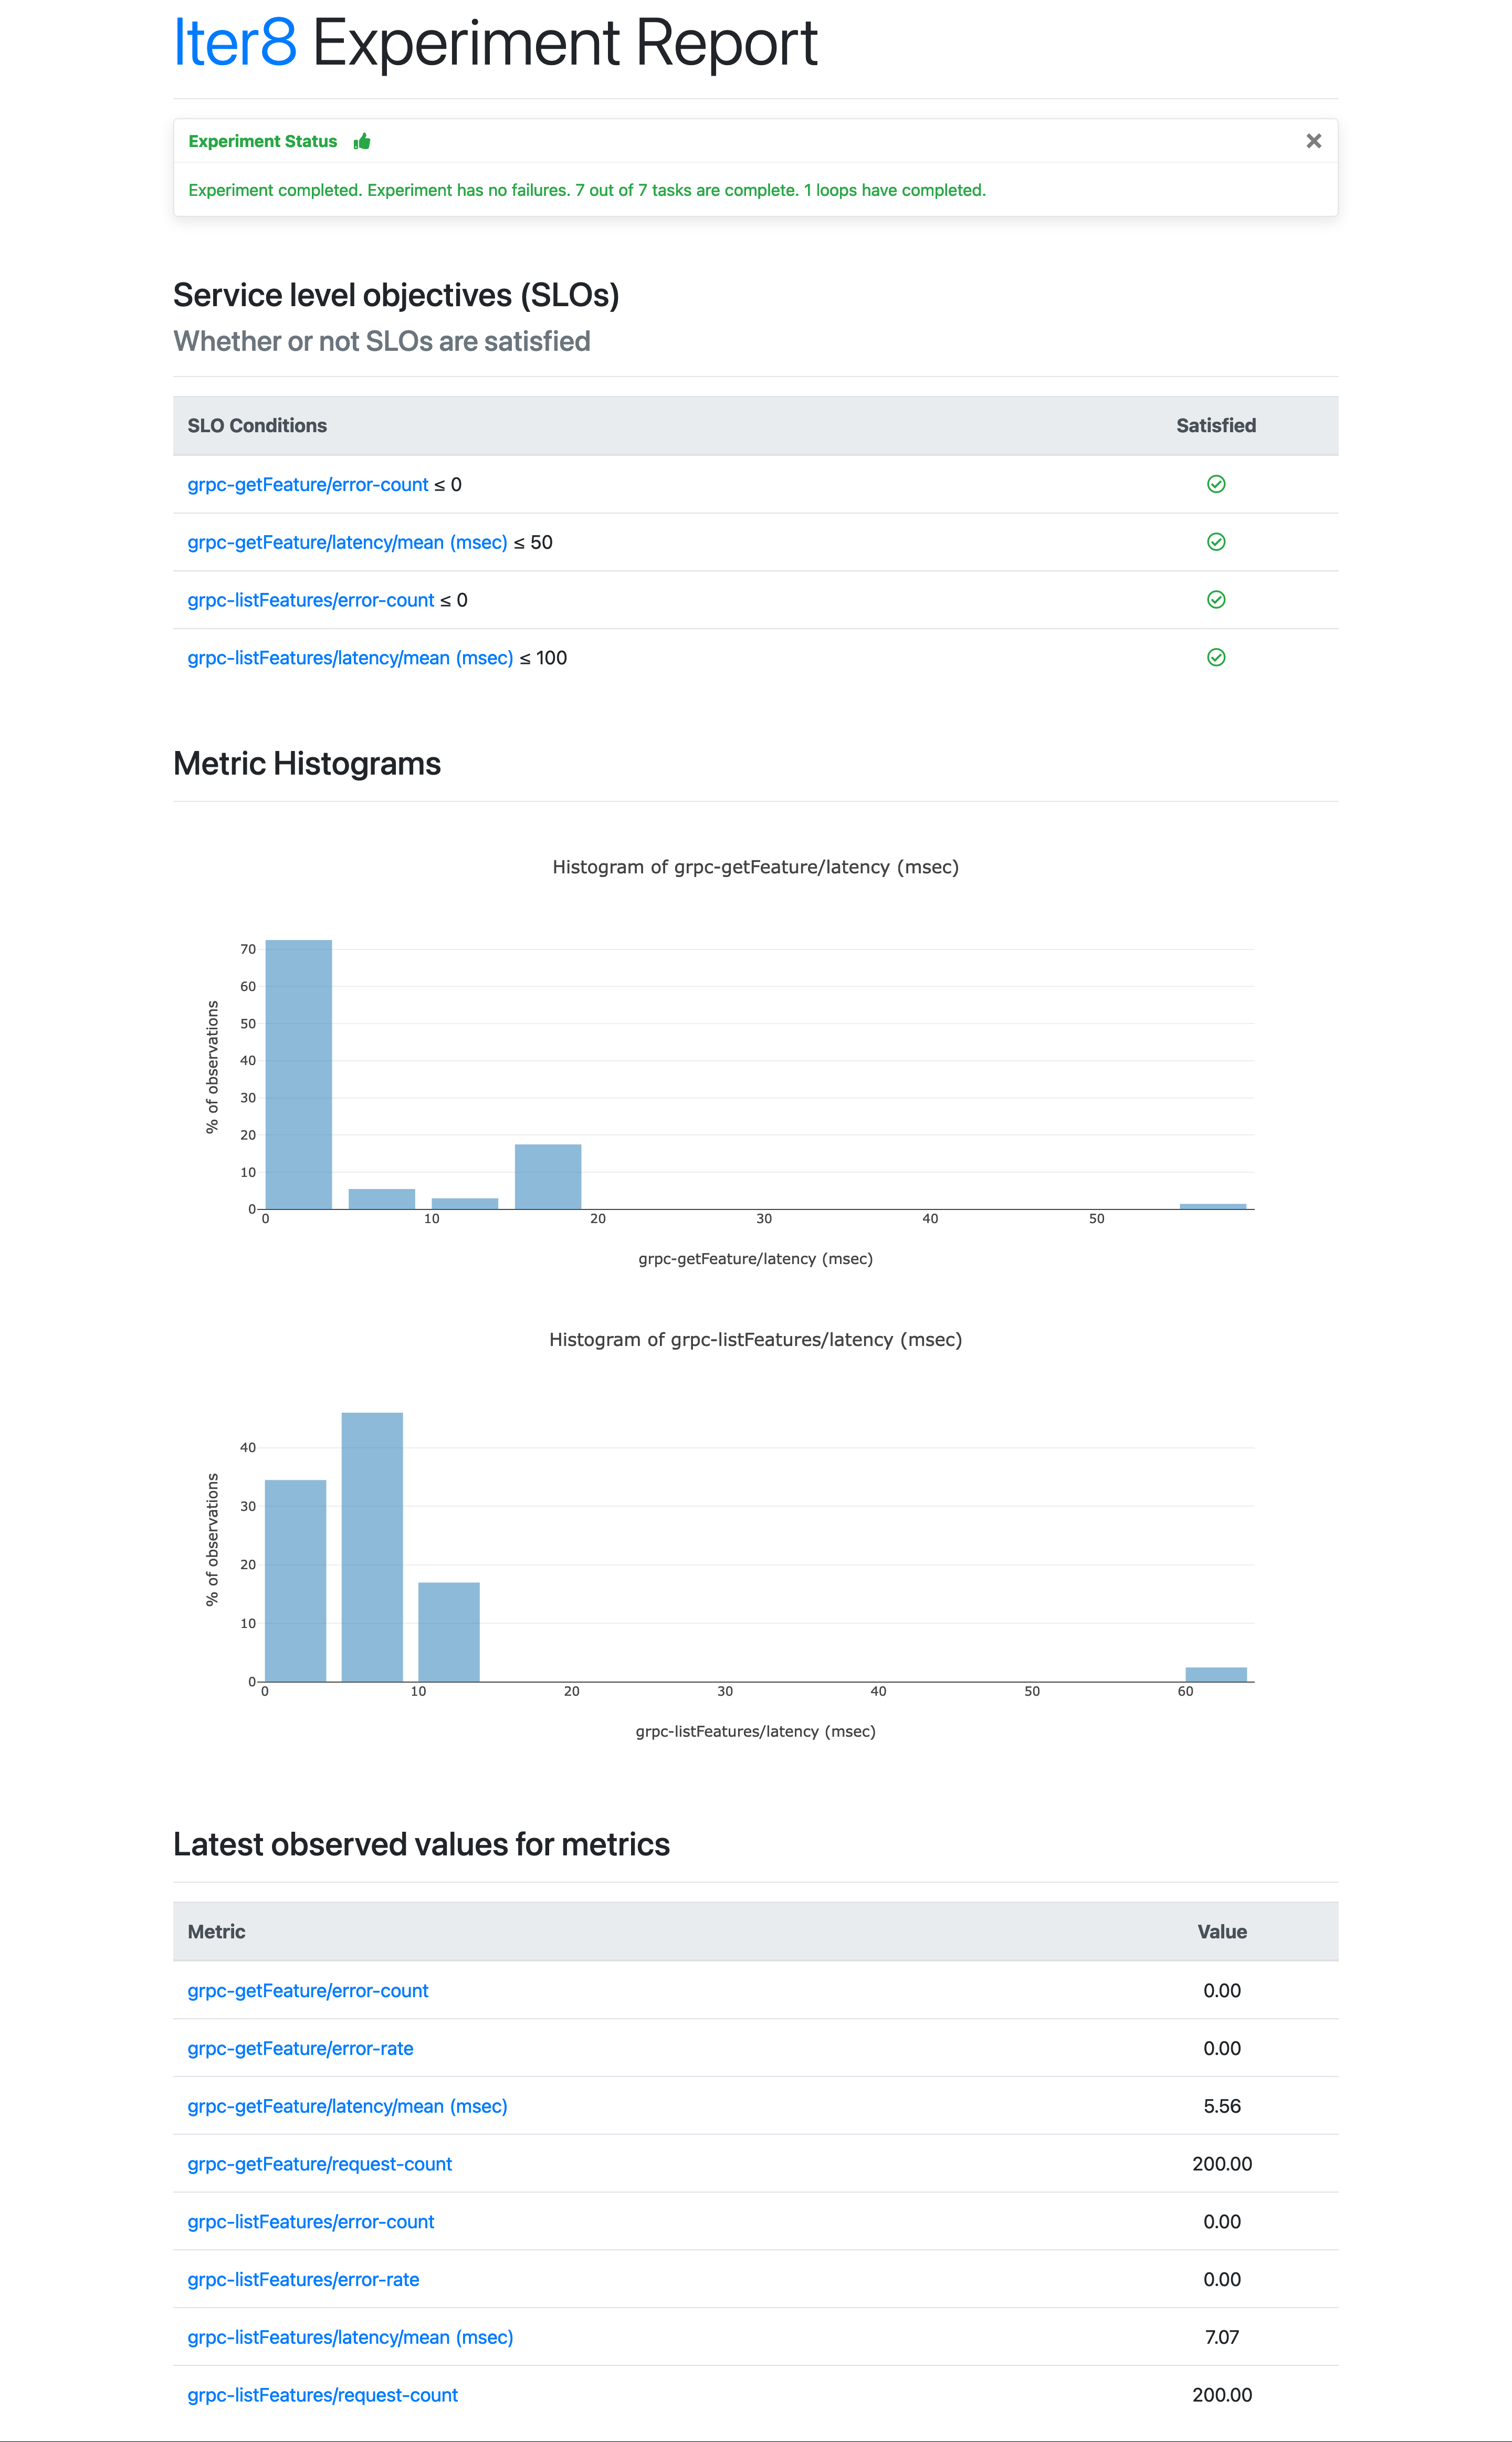 Iter8 Experiment Report
Experiment Status
Experiment completed. Experiment has no failures. 7 out of 7 tasks are complete. 1 loops have completed.
Service level objectives (SLOs)
Whether or not SLOs are satisfied
SLO Conditions Satisfied
grpc-getFeature/error-count ≤ 0
grpc-getFeature/latency/mean (msec) ≤ 50
grpc-listFeatures/error-count ≤ 0
grpc-listFeatures/latency/mean (msec) ≤ 100
Metric Histograms
Histogram of grpc-getFeature/latency (msec)
% of observations
70
60
50
40
30
20
10
0
0 10 20 30 40 50
grpc-getFeature/latency (msec)
Histogram of grpc-listFeatures/latency (msec)
% of observations
40
30
20
10
0
0 10 20 30 40 50 60
grpc-listFeatures/latency (msec)
Latest observed values for metrics
Metric Value
grpc-getFeature/error-count 0.00
grpc-getFeature/error-rate 0.00
grpc-getFeature/latency/mean (msec) 5.56
grpc-getFeature/request-count 200.00
grpc-listFeatures/error-count 0.00
grpc-listFeatures/error-rate 0.00
grpc-listFeatures/latency/mean (msec) 7.07
grpc-listFeatures/request-count 200.00